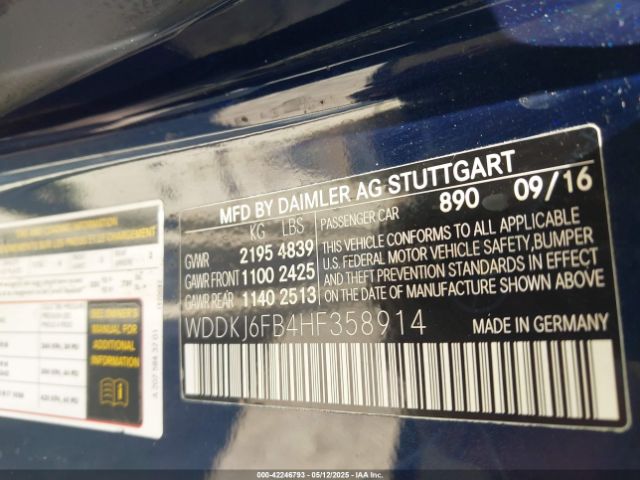 MFD BY DAIMLER AG STUTTGART
KG LBS PASSENGER CAR 890 09/16
GVWR 2195 4839
GAWR FRONT 1100 2425
GAWR REAR 1140 2513
THIS VEHICLE CONFORMS TO ALL APPLICABLE
U.S. FEDERAL MOTOR VEHICLE SAFETY, BUMPER
AND THEFT PREVENTION STANDARDS IN EFFECT
ON THE DATE OF MANUFACTURE SHOWN ABOVE.
WDDKJ6FB4HF358914 MADE IN GERMANY
SEE OWNER'S
MANUAL FOR
ADDITIONAL
INFORMATION
000-42246793 - 05/12/2025 - IAAI.COM